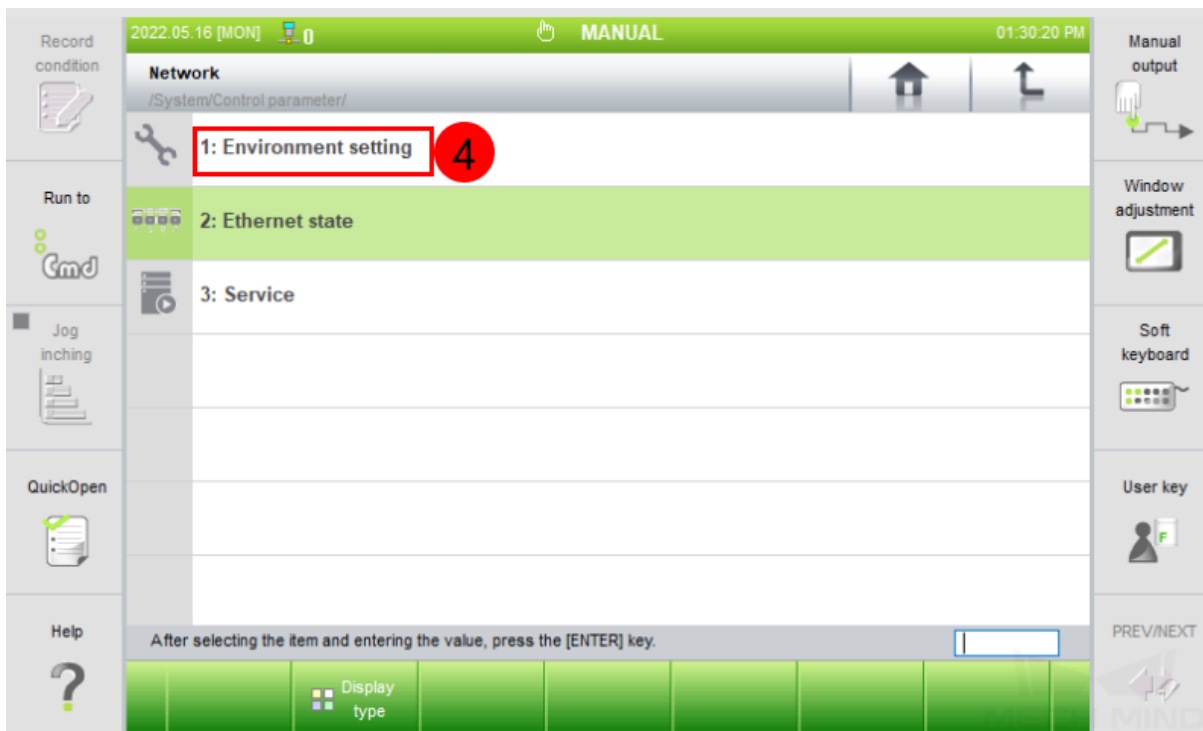 Record
condition
Run to
Cmd
Jog
inching
QuickOpen
Help
2022.05.16 [MON] 0 MANUAL 01:30:20 PM
Network
/System/Control parameter/
1: Environment setting 4
2: Ethernet state
3: Service
After selecting the item and entering the value, press the [ENTER] key.
Display
type
Manual
output
Window
adjustment
Soft
keyboard
User key
F
PREV/NEXT
MECH MIND